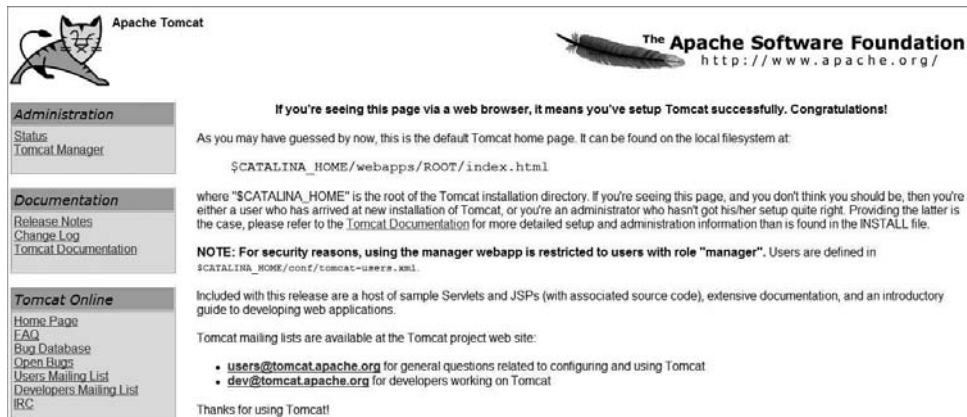 Apache Tomcat
The Apache Software Foundation
http://www.apache.org/
Administration
Status
Tomcat Manager
Documentation
Release Notes
Change Log
Tomcat Documentation
Tomcat Online
Home Page
FAQ
Bug Database
Open Bugs
Users Mailing List
Developers Mailing List
IRC
If you're seeing this page via a web browser, it means you've setup Tomcat successfully. Congratulations!
As you may have guessed by now, this is the default Tomcat home page. It can be found on the local filesystem at:
$CATALINA_HOME/webapps/ROOT/index.html
where "$CATALINA_HOME" is the root of the Tomcat installation directory. If you're seeing this page, and you don't think you should be, then you're
either a user who has arrived at new installation of Tomcat, or you're an administrator who hasn't got his/her setup quite right. Providing the latter is
the case, please refer to the Tomcat Documentation for more detailed setup and administration information than is found in the INSTALL file.
NOTE: For security reasons, using the manager webapp is restricted to users with role "manager". Users are defined in
$CATALINA_HOME/conf/tomcat-users.xml.
Included with this release are a host of sample Servlets and JSPs (with associated source code), extensive documentation, and an introductory
guide to developing web applications.
Tomcat mailing lists are available at the Tomcat project web site:
• users@tomcat.apache.org for general questions related to configuring and using Tomcat
• dev@tomcat.apache.org for developers working on Tomcat
Thanks for using Tomcat!